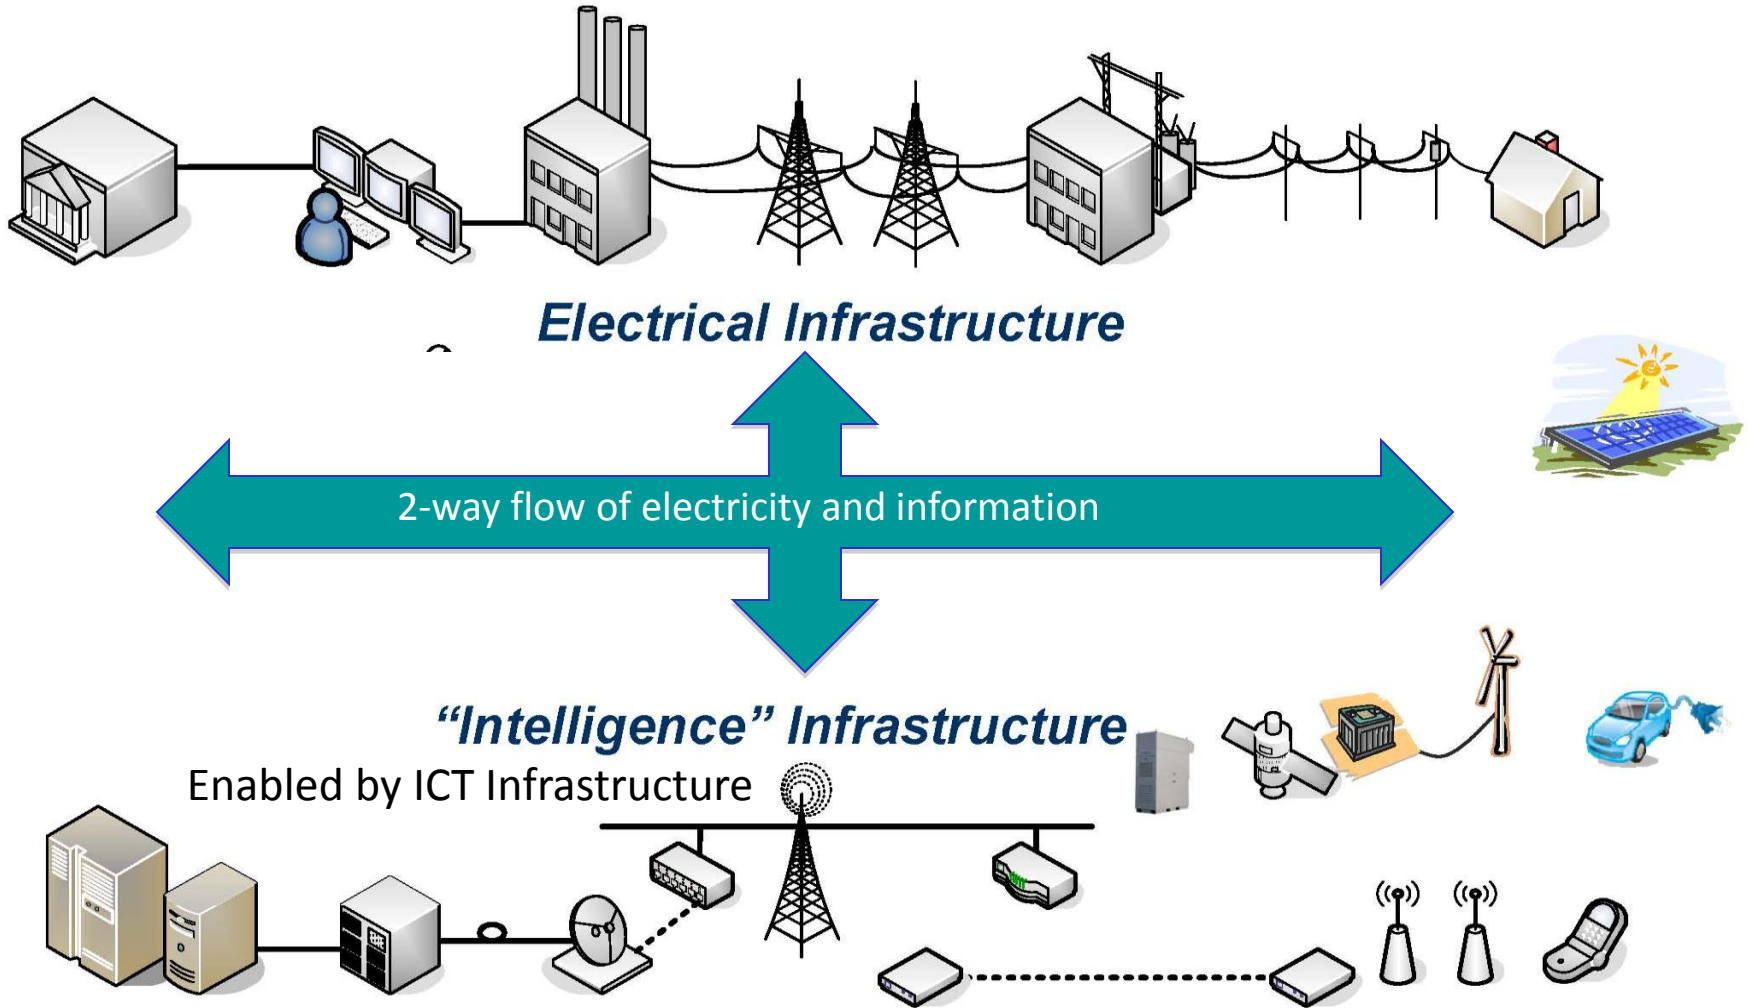 Electrical Infrastructure
2-way flow of electricity and information
“Intelligence” Infrastructure
Enabled by ICT Infrastructure